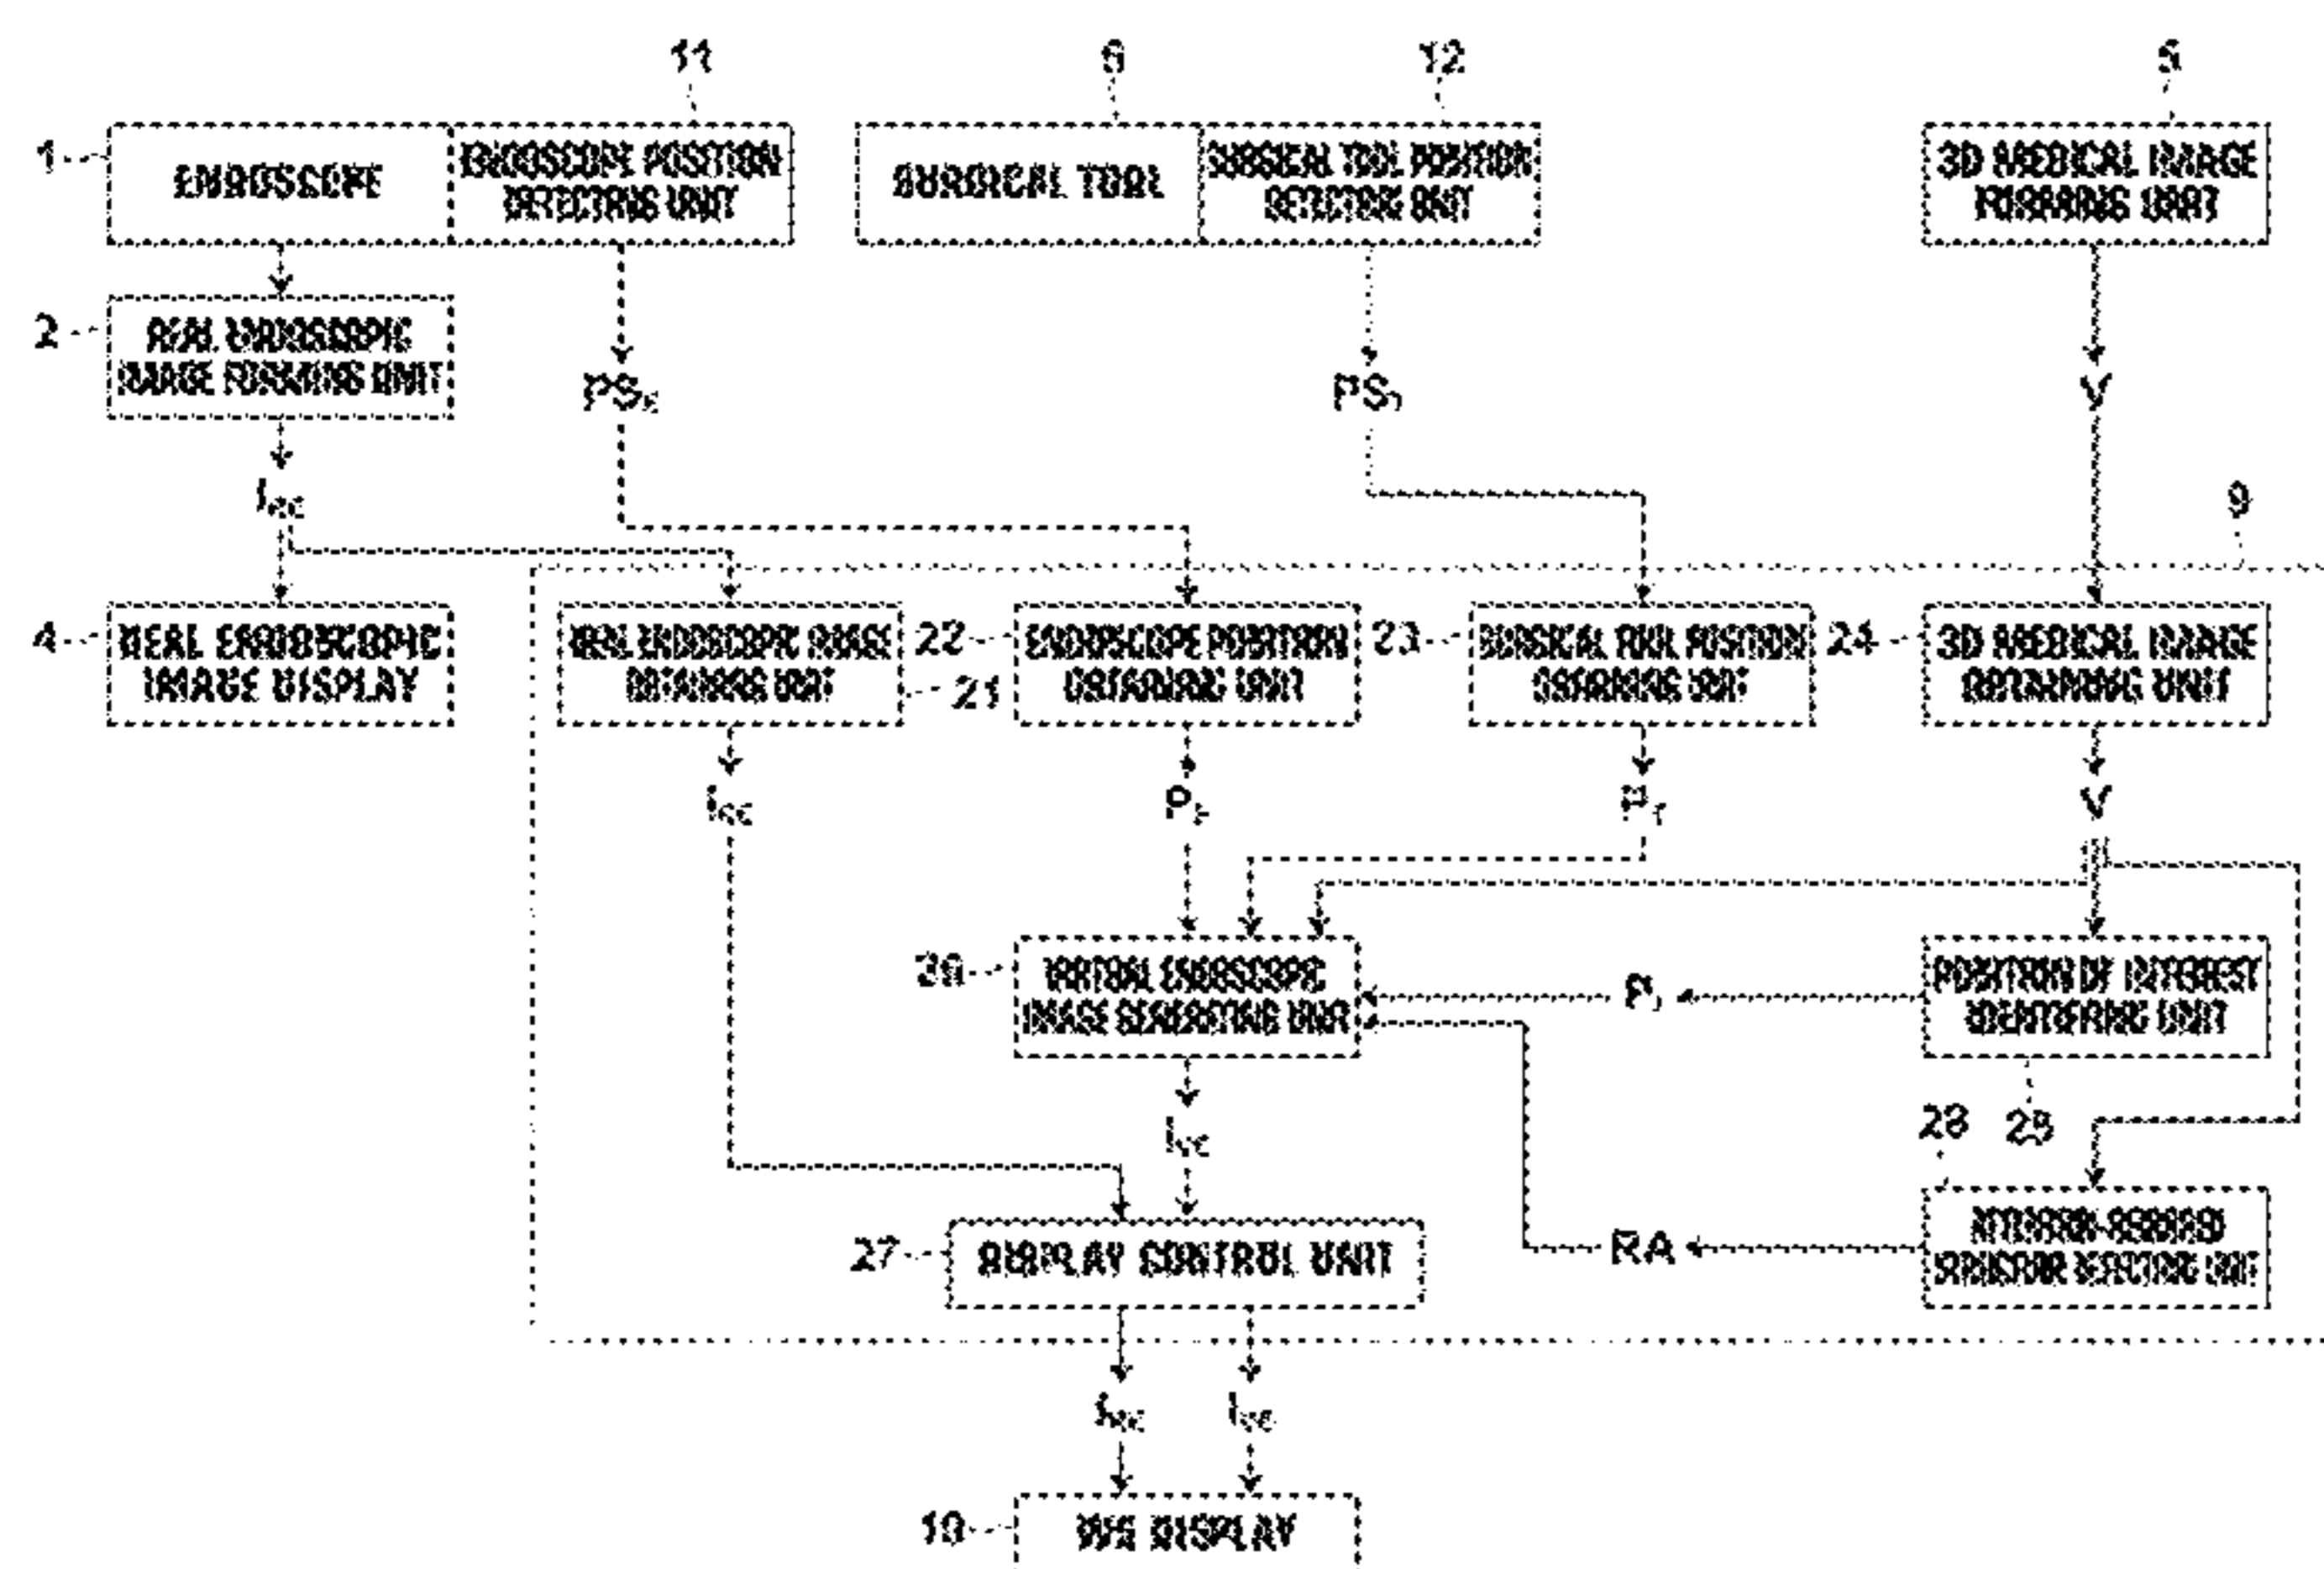 11
6
12
5
1
ENDOSCOPE
ENDOSCOPE POSITION
DETECTING UNIT
SURGICAL TOOL
SURGICAL TOOL POSITION
DETECTING UNIT
3D MEDICAL IMAGE
FORMING UNIT
2
REAL ENDOSCOPIC
IMAGE FORMING UNIT
PS
PS
V
I
9
4
REAL ENDOSCOPIC
IMAGE DISPLAY
REAL ENDOSCOPIC IMAGE
OBTAINING UNIT
21
22
ENDOSCOPE POSITION
OBTAINING UNIT
23
SURGICAL TOOL POSITION
OBTAINING UNIT
24
3D MEDICAL IMAGE
OBTAINING UNIT
I
P
P
V
VIRTUAL ENDOSCOPIC
IMAGE GENERATING UNIT
P
POSITION OF INTEREST
IDENTIFYING UNIT
I
28
27
DISPLAY CONTROL UNIT
RA
STRUCTURE DETECTING UNIT
I
I
10
WS DISPLAY